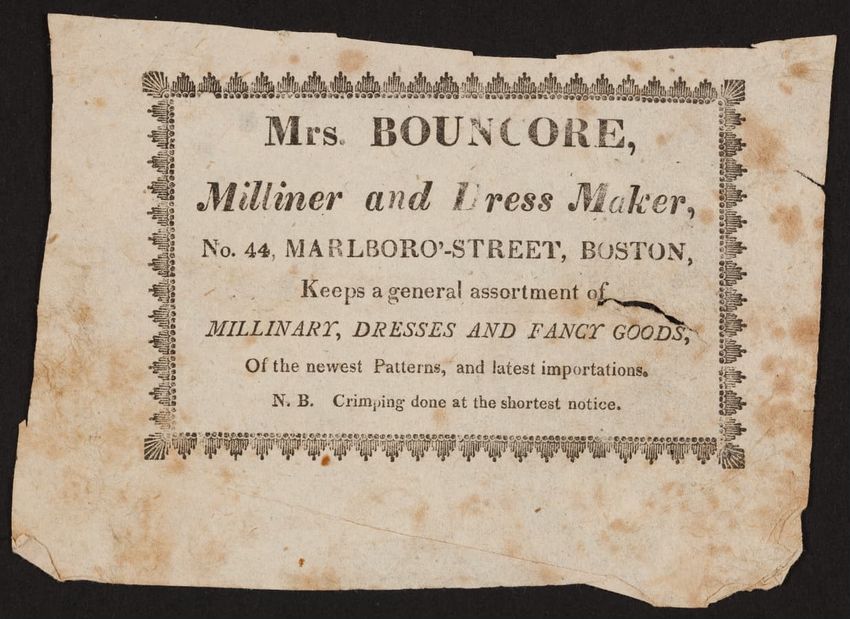 Mrs. BOUNCORE,
Milliner and Dress Maker,
No. 44, MARLBORO'-STREET, BOSTON,
Keeps a general assortment of
MILLINARY, DRESSES AND FANCY GOODS,
Of the newest Patterns, and latest importations.
N. B. Crimping done at the shortest notice.